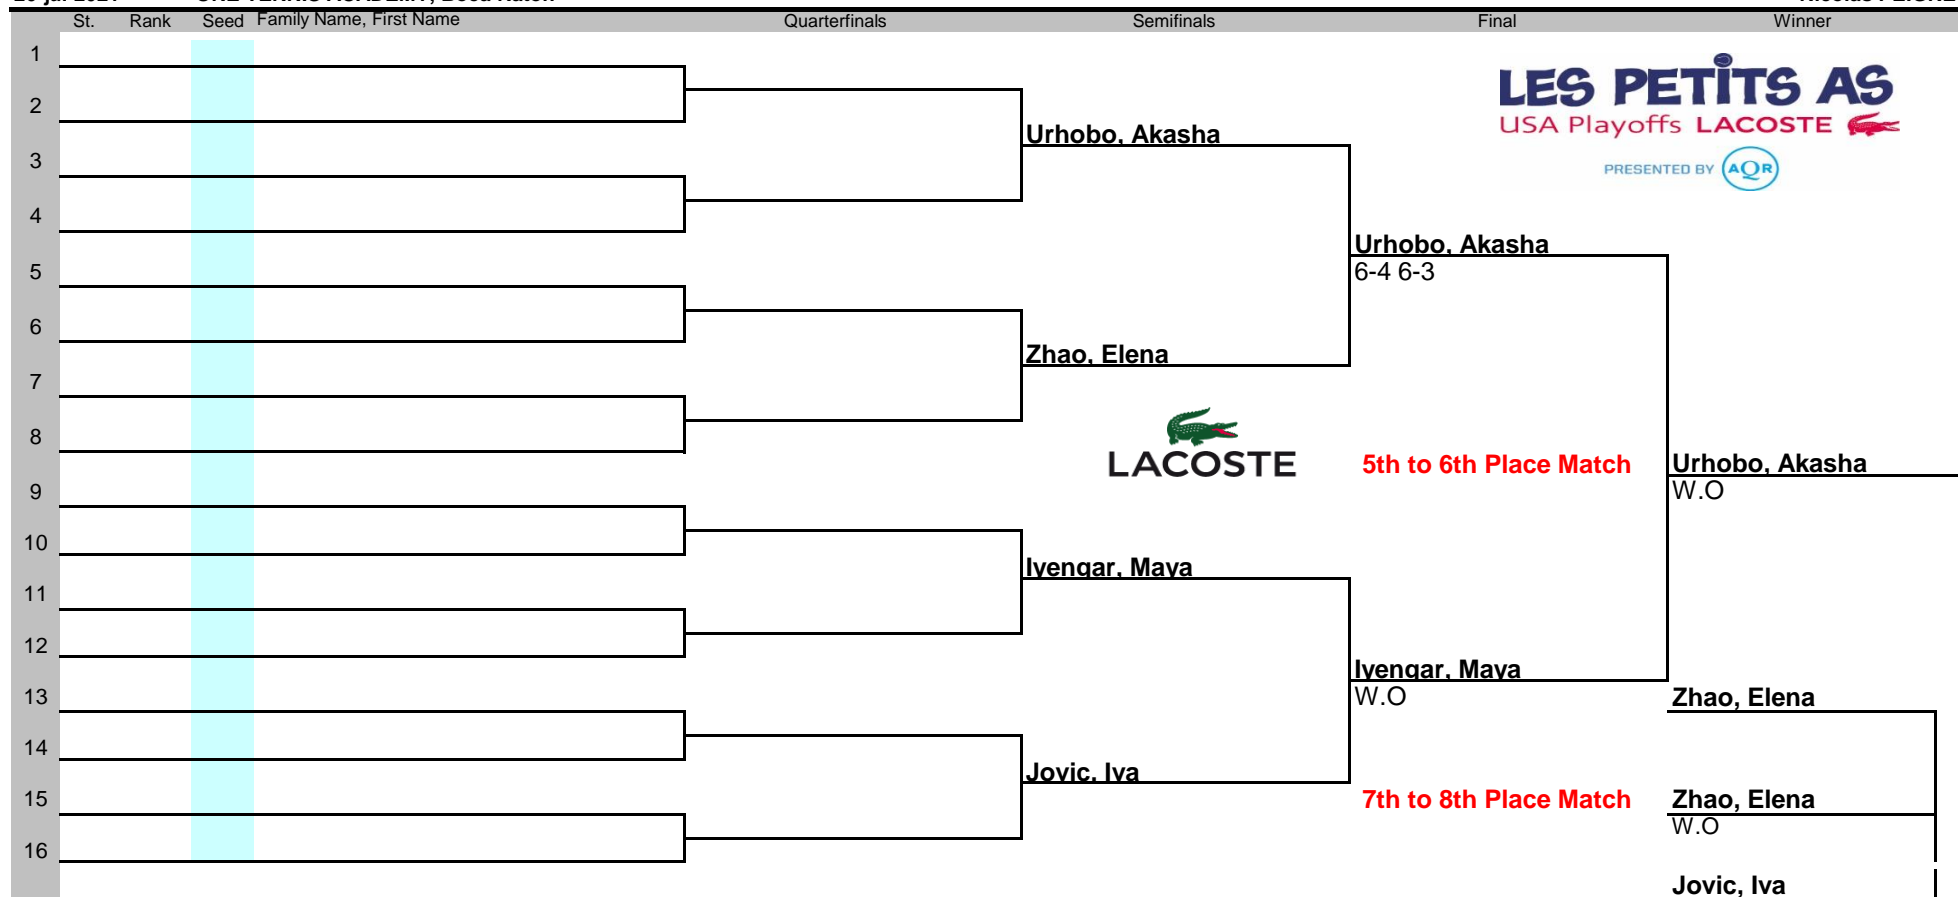 St. Rank Seed Family Name, First Name Quarterfinals Semifinals Final Winner
1
LES PETITS AS
2
USA Playoffs LACOSTE
Urhobo, Akasha
3
PRESENTED BY AQR
4
Urhobo, Akasha
5
6-4 6-3
6
Zhao, Elena
7
8
LACOSTE
5th to 6th Place Match
Urhobo, Akasha
9
W.O
10
Iyengar, Maya
11
12
Iyengar, Maya
13
W.O
Zhao, Elena
14
Jovic, Iva
15
7th to 8th Place Match
Zhao, Elena
W.O
16
Jovic, Iva